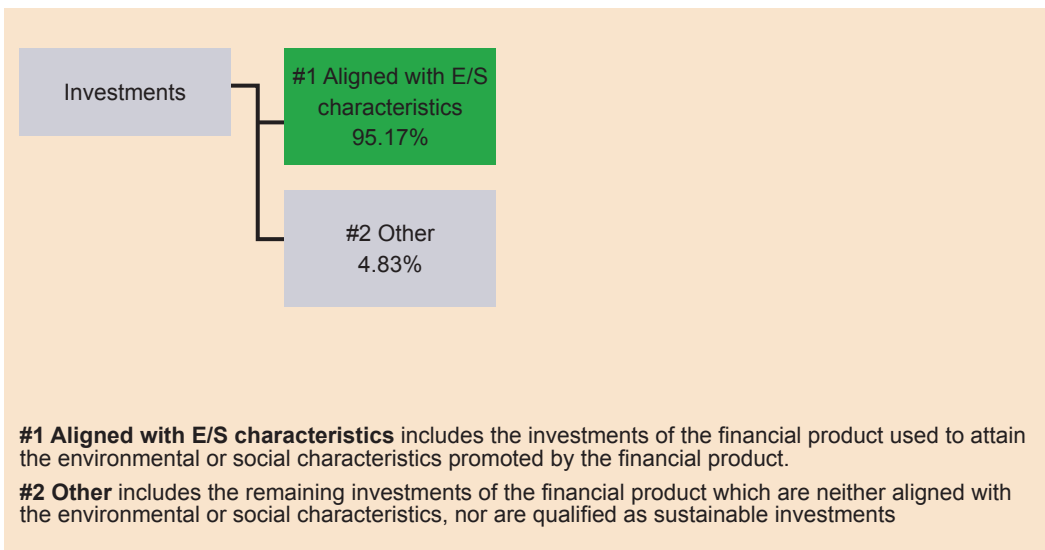 Investments
#1 Aligned with E/S
characteristics
95.17%
#2 Other
4.83%
#1 Aligned with E/S characteristics includes the investments of the financial product used to attain
the environmental or social characteristics promoted by the financial product.
#2 Other includes the remaining investments of the financial product which are neither aligned with
the environmental or social characteristics, nor are qualified as sustainable investments